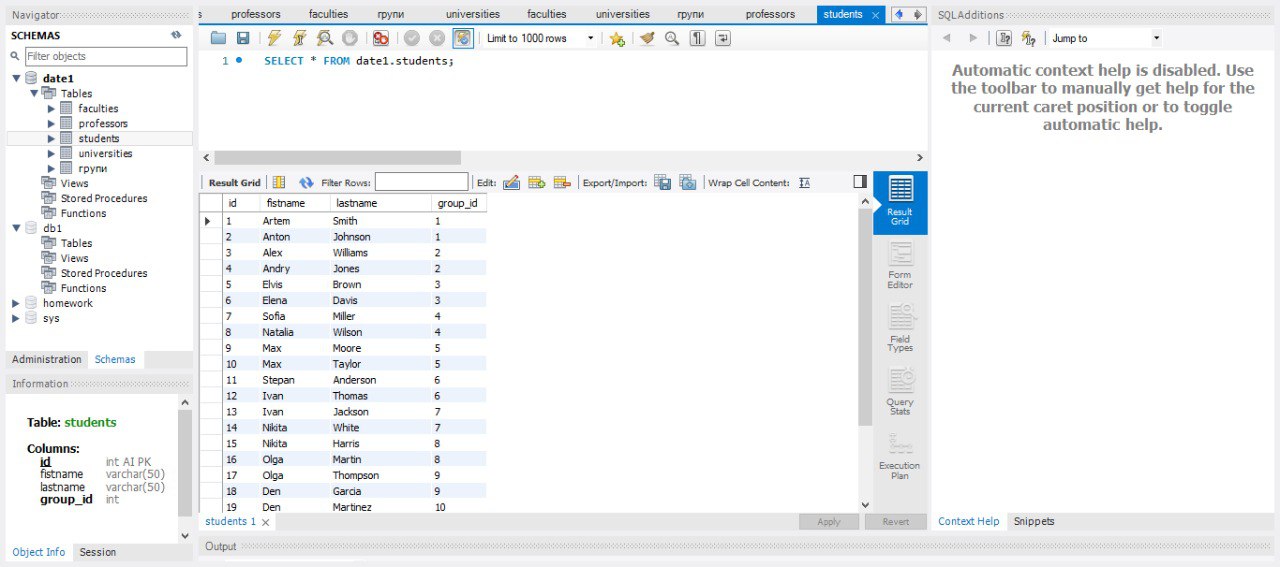 Navigator
SCHEMAS
Filter objects
date1
Tables
faculties
professors
students
universities
групи
Views
Stored Procedures
Functions
db1
Tables
Views
Stored Procedures
Functions
homework
sys
Administration Schemas
Information
Table: students
Columns:
id int AI PK
fistname varchar(50)
lastname varchar(50)
group_id int
Object Info Session
s professors faculties групи universities faculties universities групи professors students
Limit to 1000 rows
1 SELECT * FROM date1.students;
Result Grid Filter Rows: Edit: Export/Import: Wrap Cell Content: IA
id fistname lastname group_id
1 Artem Smith 1
2 Anton Johnson 1
3 Alex Williams 2
4 Andry Jones 2
5 Elvis Brown 3
6 Elena Davis 3
7 Sofia Miller 4
8 Natalia Wilson 4
9 Max Moore 5
10 Max Taylor 5
11 Stepan Anderson 6
12 Ivan Thomas 6
13 Ivan Jackson 7
14 Nikita White 7
15 Nikita Harris 8
16 Olga Martin 8
17 Olga Thompson 9
18 Den Garcia 9
19 Den Martinez 10
Result
Grid
Form
Editor
Field
Types
Query
Stats
Execution
Plan
students 1 Apply Revert
Output
SQLAdditions
Jump to
Automatic context help is disabled. Use
the toolbar to manually get help for the
current caret position or to toggle
automatic help.
Context Help Snippets